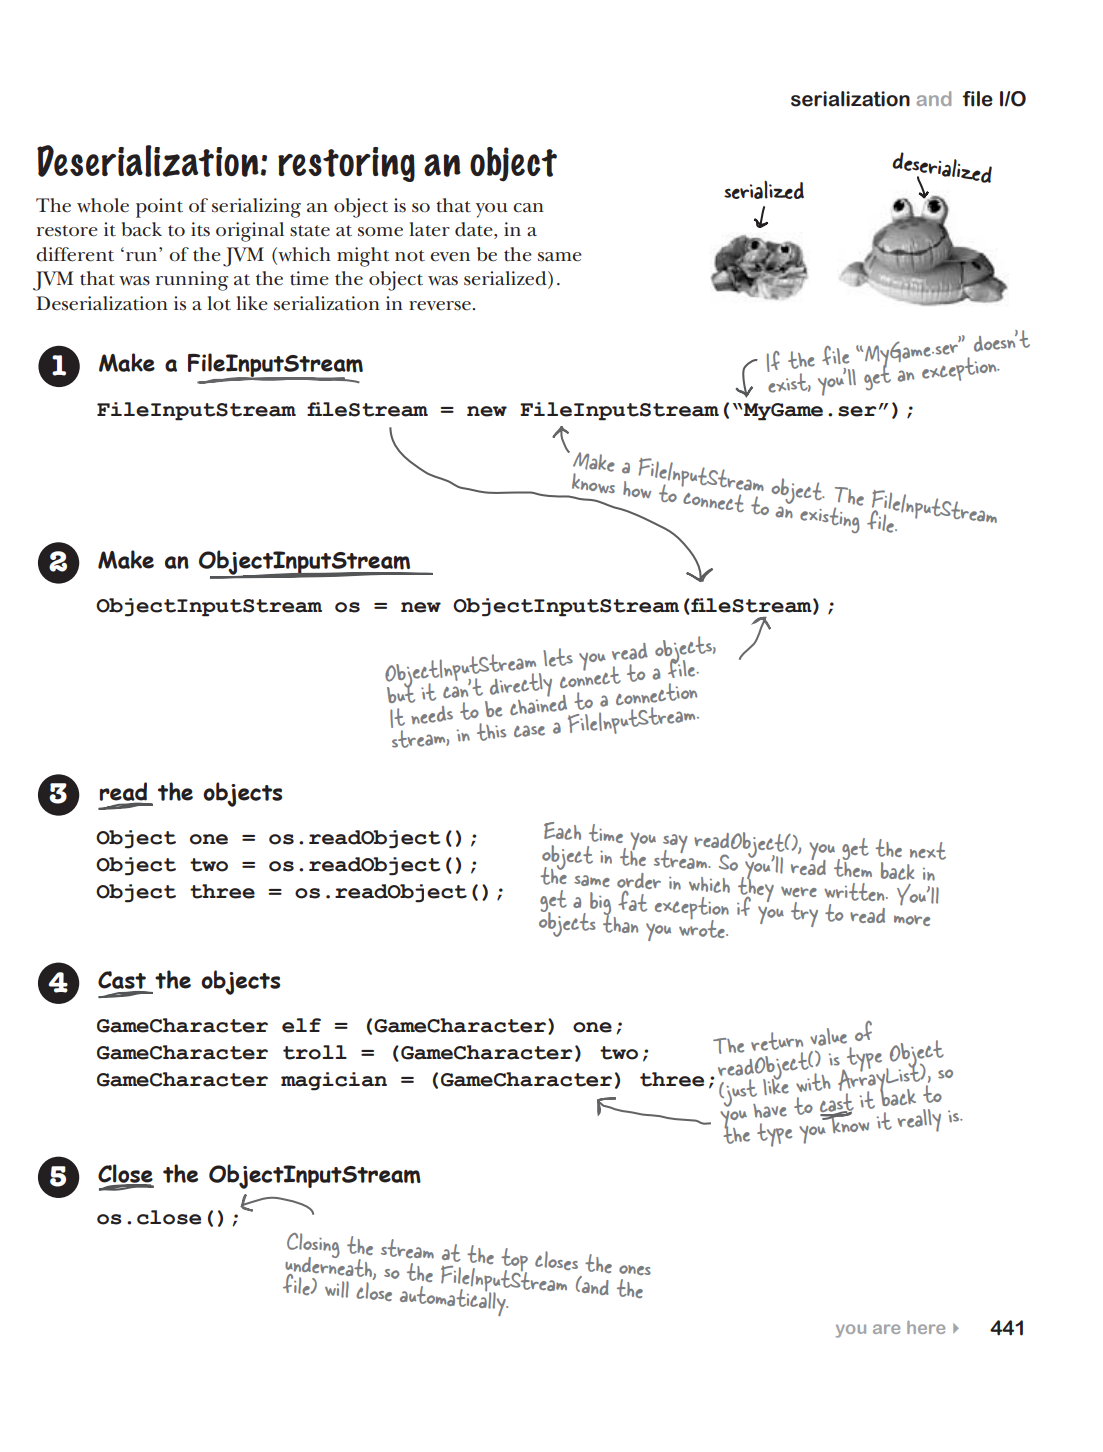 serialization and file I/O
Deserialization: restoring an object
The whole point of serializing an object is so that you can
restore it back to its original state at some later date, in a
different ‘run’ of the JVM (which might not even be the same
JVM that was running at the time the object was serialized).
Deserialization is a lot like serialization in reverse.
serialized
deserialized
1 Make a FileInputStream
If the file “MyGame.ser” doesn’t
exist, you’ll get an exception.
FileInputStream fileStream = new FileInputStream(“MyGame.ser”);
Make a FileInputStream object. The FileInputStream
knows how to connect to an existing file.
2 Make an ObjectInputStream
ObjectInputStream os = new ObjectInputStream(fileStream);
ObjectInputStream lets you read objects,
but it can’t directly connect to a file.
It needs to be chained to a connection
stream, in this case a FileInputStream.
3 read the objects
Object one = os.readObject();
Object two = os.readObject();
Object three = os.readObject();
Each time you say readObject(), you get the next
object in the stream. So you’ll read them back in
the same order in which they were written. You’ll
get a big fat exception if you try to read more
objects than you wrote.
4 Cast the objects
GameCharacter elf = (GameCharacter) one;
GameCharacter troll = (GameCharacter) two;
GameCharacter magician = (GameCharacter) three;
The return value of
readObject() is type Object
(just like with ArrayList), so
you have to cast it back to
the type you know it really is.
5 Close the ObjectInputStream
os.close();
Closing the stream at the top closes the ones
underneath, so the FileInputStream (and the
file) will close automatically.
you are here 441